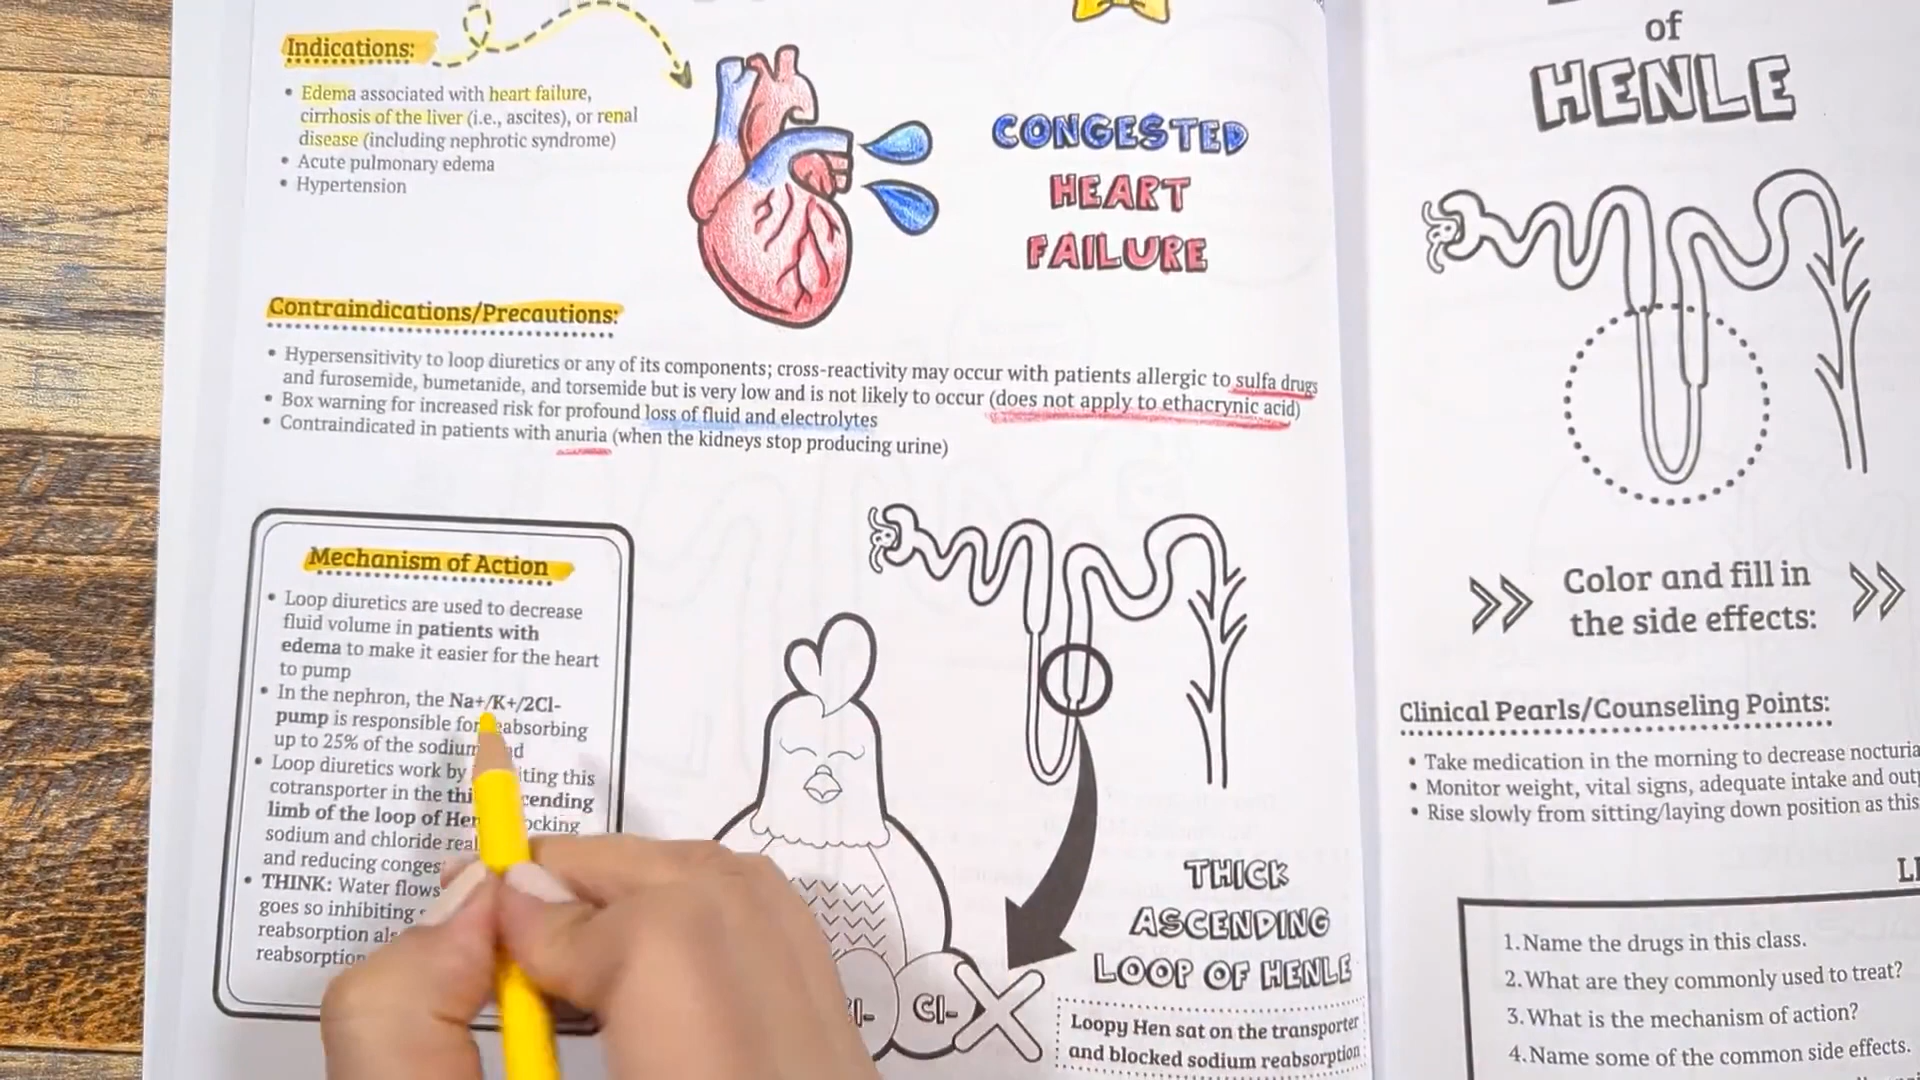 Indications:
• Edema associated with heart failure,
cirrhosis of the liver (i.e., ascites), or renal
disease (including nephrotic syndrome)
• Acute pulmonary edema
• Hypertension
CONGESTED
HEART
FAILURE
Contraindications/Precautions:
• Hypersensitivity to loop diuretics or any of its components; cross-reactivity may occur with patients allergic to sulfa drugs
and furosemide, bumetanide, and torsemide but is very low and is not likely to occur (does not apply to ethacrynic acid)
• Box warning for increased risk for profound loss of fluid and electrolytes
• Contraindicated in patients with anuria (when the kidneys stop producing urine)
Mechanism of Action
• Loop diuretics are used to decrease
fluid volume in patients with
edema to make it easier for the heart
to pump
• In the nephron, the Na+/K+/2Cl-
pump is responsible for reabsorbing
up to 25% of the sodium
• Loop diuretics work by
cotransporter in the
limb of the loop of
sodium and chloride
and reducing
• THINK: Water flows
goes so inhibiting
reabsorption
reabsorption
Cl-
THICK
ASCENDING
LOOP OF HENLE
Loopy Hen sat on the transporter
and blocked sodium reabsorption
of
HENLE
Color and fill in
the side effects:
Clinical Pearls/Counseling Points:
• Take medication in the morning to decrease nocturia
• Monitor weight, vital signs, adequate intake and
• Rise slowly from sitting/laying down position as this
1. Name the drugs in this class.
2. What are they commonly used to treat?
3. What is the mechanism of action?
4. Name some of the common side effects.